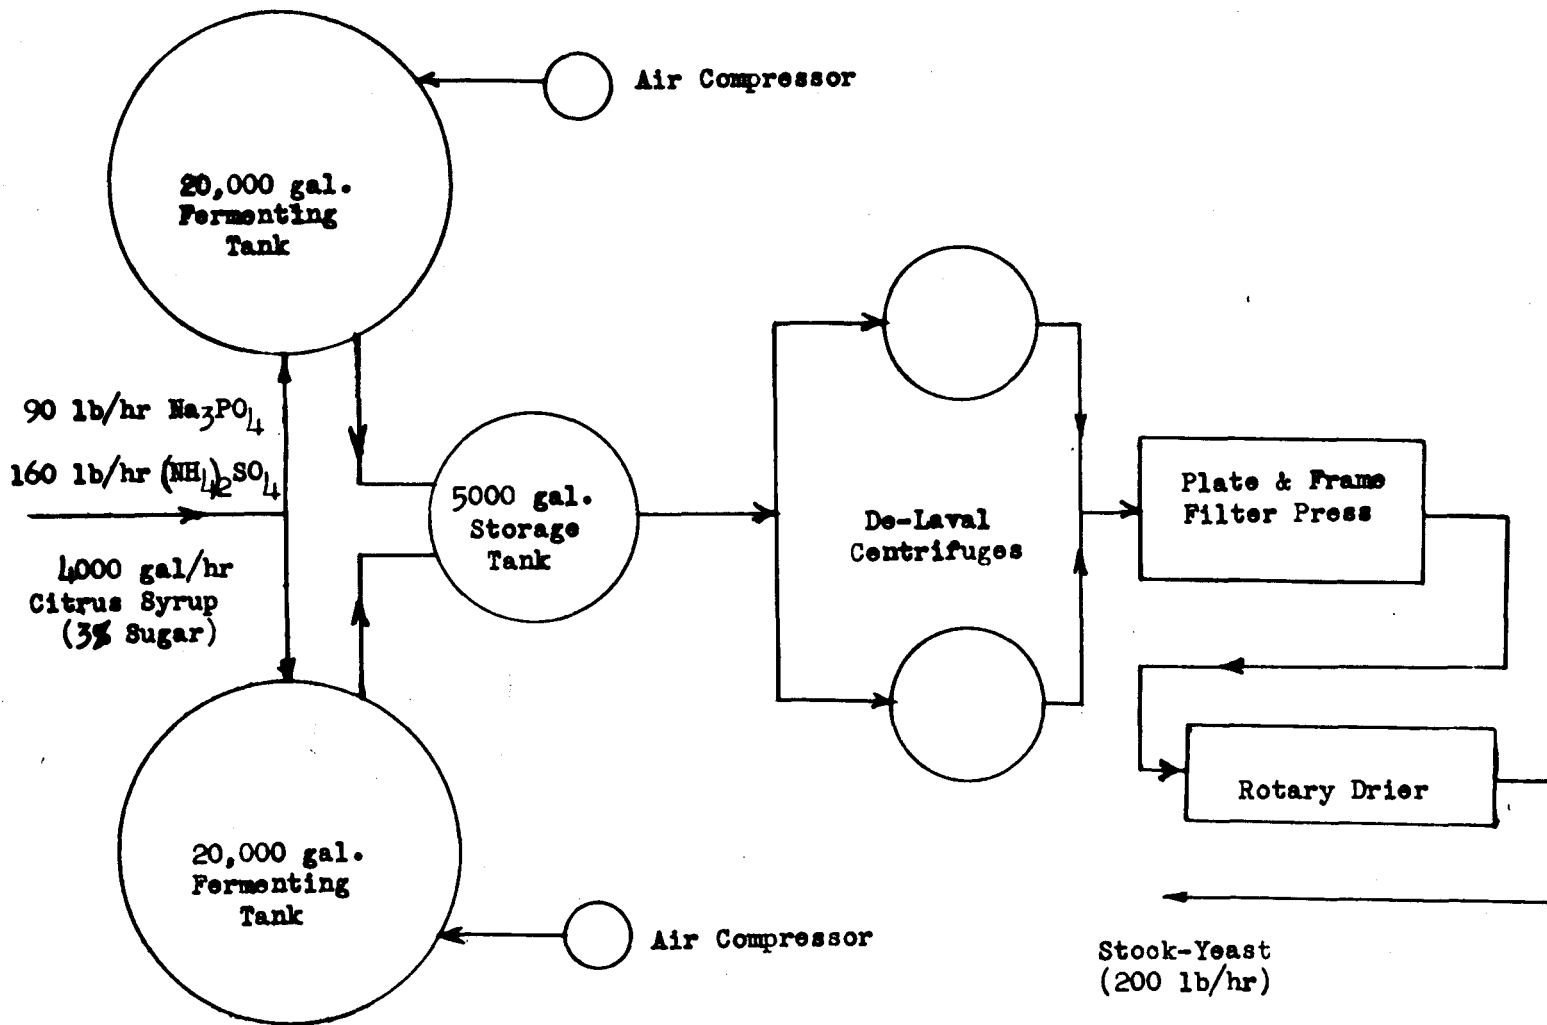 Air Compressor
20,000 gal.
Fermenting
Tank
90 lb/hr Na3PO4
160 lb/hr (NH4)2SO4
4000 gal/hr
Citrus Syrup
(3% Sugar)
5000 gal.
Storage
Tank
De-Laval
Centrifuges
Plate & Frame
Filter Press
Rotary Drier
20,000 gal.
Fermenting
Tank
Air Compressor
Stock-Yeast
(200 lb/hr)